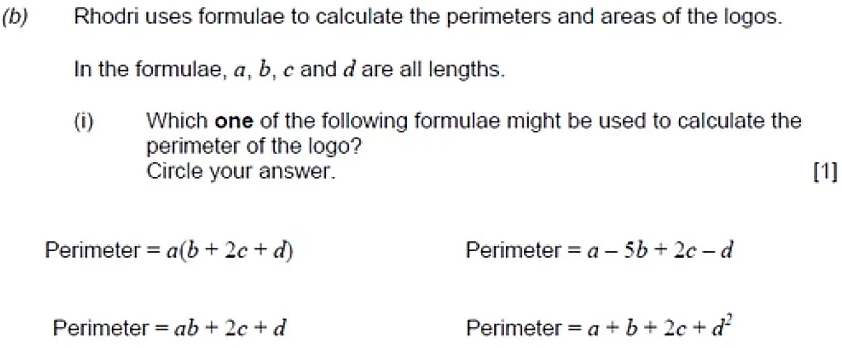 (b) Rhodri uses formulae to calculate the perimeters and areas of the logos.
In the formulae, a, b, c and d are all lengths.
(i) Which one of the following formulae might be used to calculate the
perimeter of the logo?
Circle your answer. [1]
Perimeter = a(b + 2c + d) Perimeter = a – 5b + 2c – d
Perimeter = ab + 2c + d Perimeter = a + b + 2c + d²